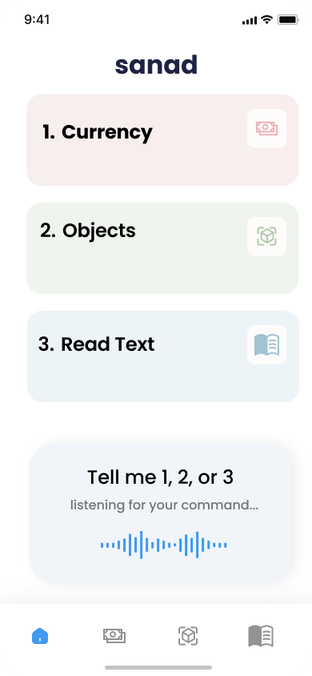 9:41
sanad
1. Currency
2. Objects
3. Read Text
Tell me 1, 2, or 3
listening for your command...